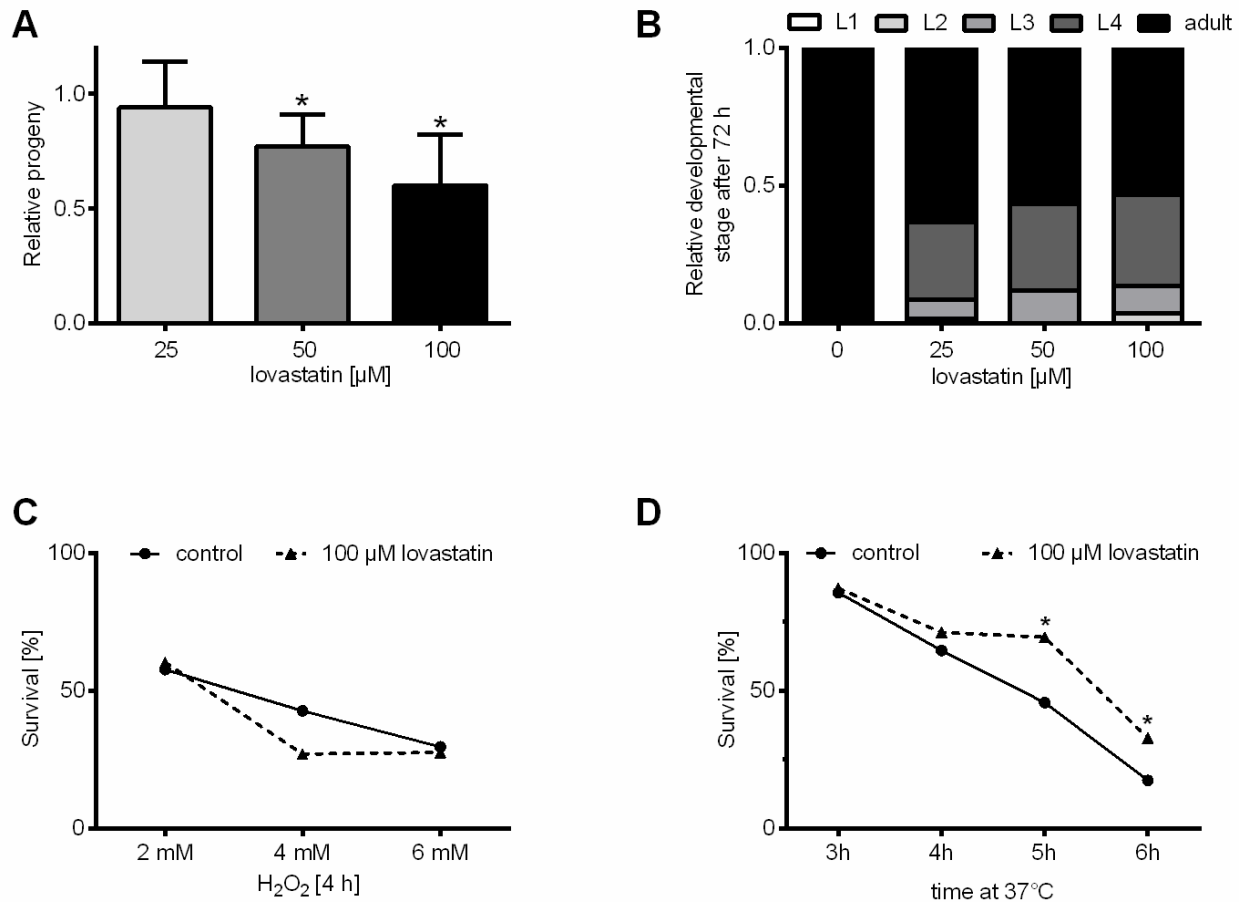 A
Relative progeny
1.0
0.5
0.0
*
*
25 50 100
lovastatin [µM]
B
L1 L2 L3 L4 adult
Relative developmental
stage after 72 h
1.0
0.5
0.0
0 25 50 100
lovastatin [µM]
C
control 100 µM lovastatin
Survival [%]
100
50
0
2 mM 4 mM 6 mM
H₂O₂ [4 h]
D
control 100 µM lovastatin
Survival [%]
100
50
0
*
*
3h 4h 5h 6h
time at 37°C